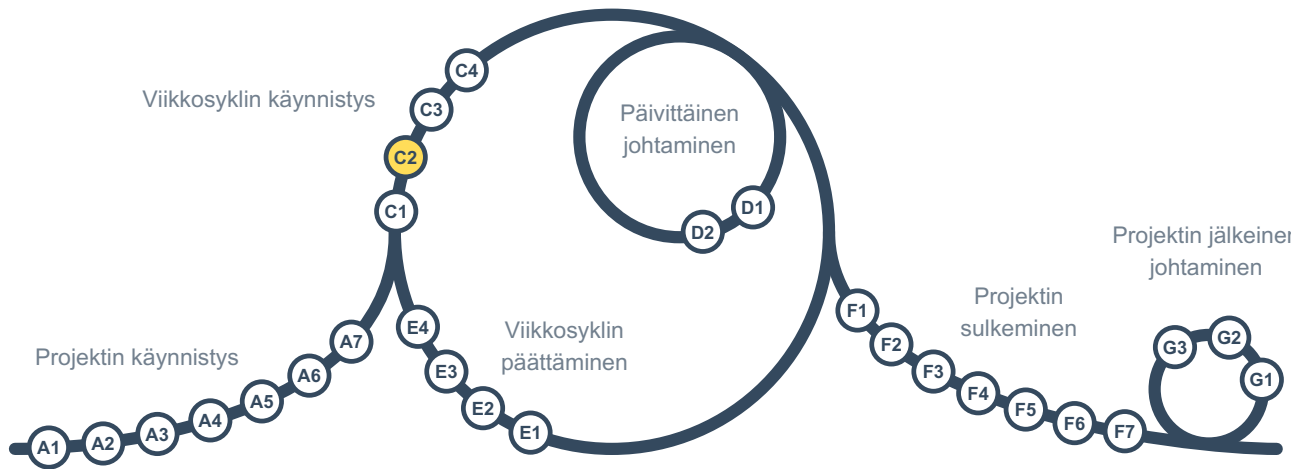 Viikkosyklin käynnistys
C4
C3
C2
C1
Päivittäinen
johtaminen
D1
D2
Projektin jälkeinen
johtaminen
Projektin
sulkeminen
Viikkosyklin
päättäminen
Projektin käynnistys
A1
A2
A3
A4
A5
A6
A7
E4
E3
E2
E1
F1
F2
F3
F4
F5
F6
F7
G3
G2
G1